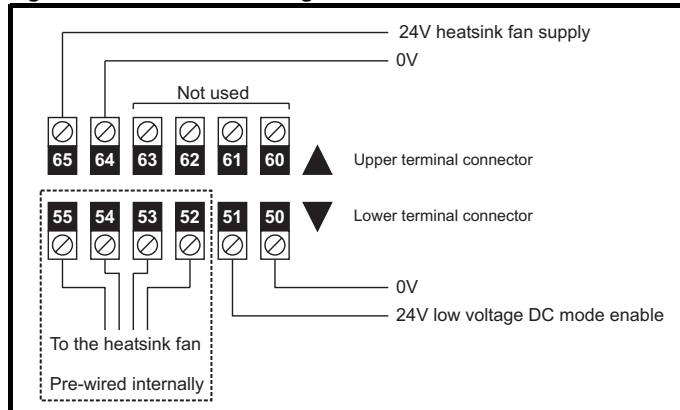 24V heatsink fan supply
0V
Not used
65 64 63 62 61 60
Upper terminal connector
55 54 53 52 51 50
Lower terminal connector
0V
24V low voltage DC mode enable
To the heatsink fan
Pre-wired internally